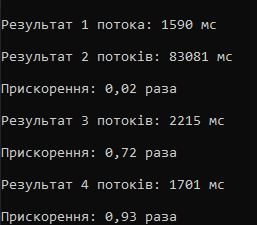 Результат 1 потока: 1590 мс
Результат 2 потоків: 83081 мс
Прискорення: 0,02 раза
Результат 3 потоків: 2215 мс
Прискорення: 0,72 раза
Результат 4 потоків: 1701 мс
Прискорення: 0,93 раза